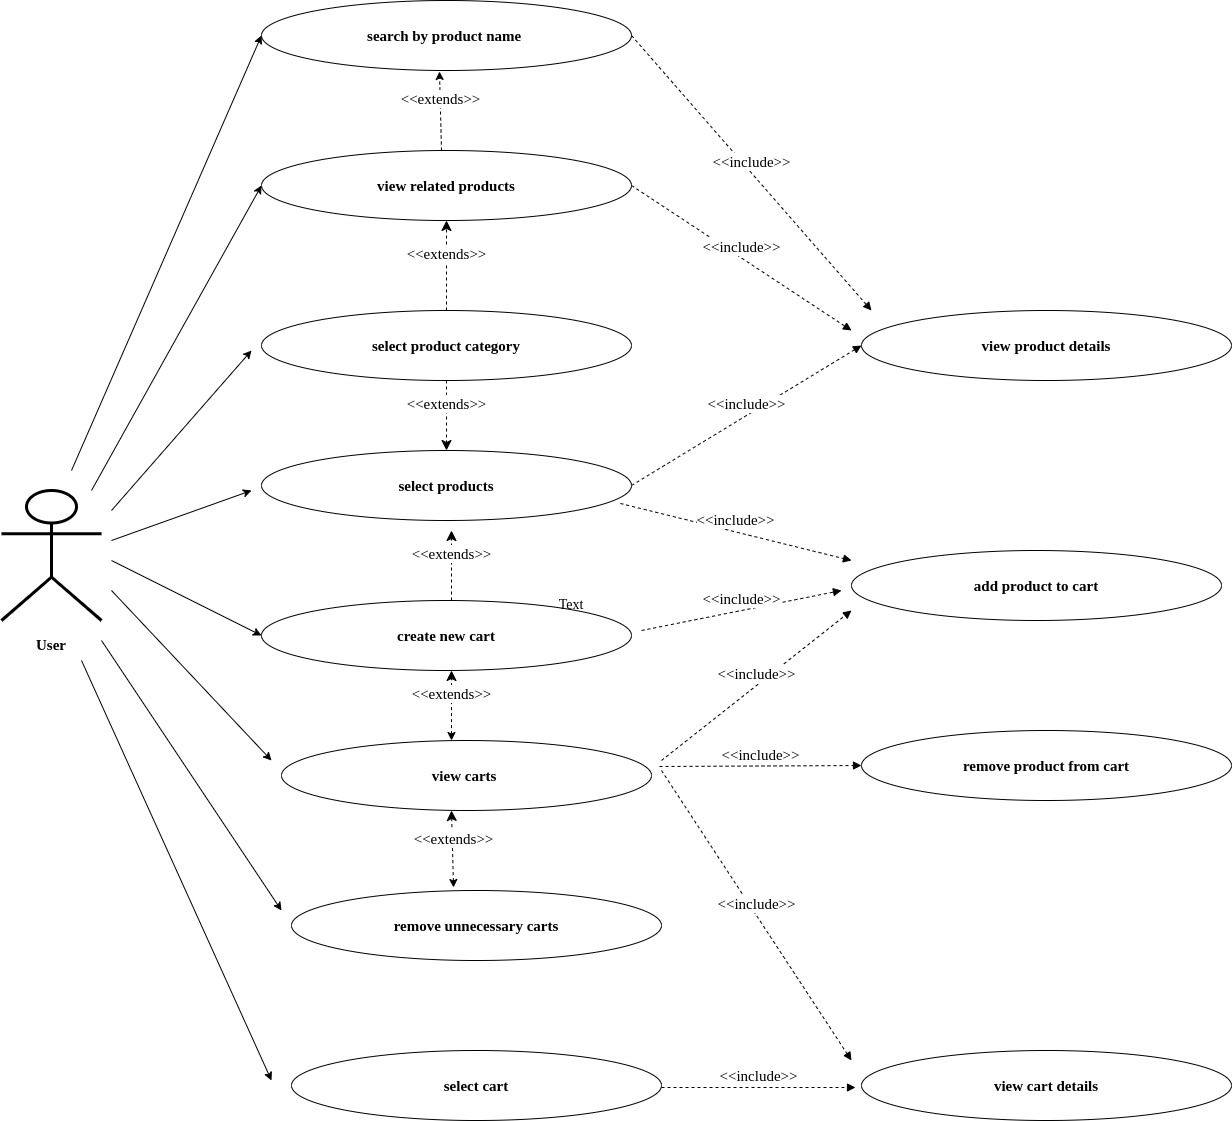 search by product name
<<extends>>
<<include>>
view related products
<<include>>
<<extends>>
select product category
view product details
<<extends>>
<<include>>
select products
<<include>>
<<extends>>
add product to cart
<<include>>
Text
create new cart
User
<<include>>
<<extends>>
<<include>>
view carts
remove product from cart
<<extends>>
<<include>>
remove unnecessary carts
<<include>>
select cart
view cart details